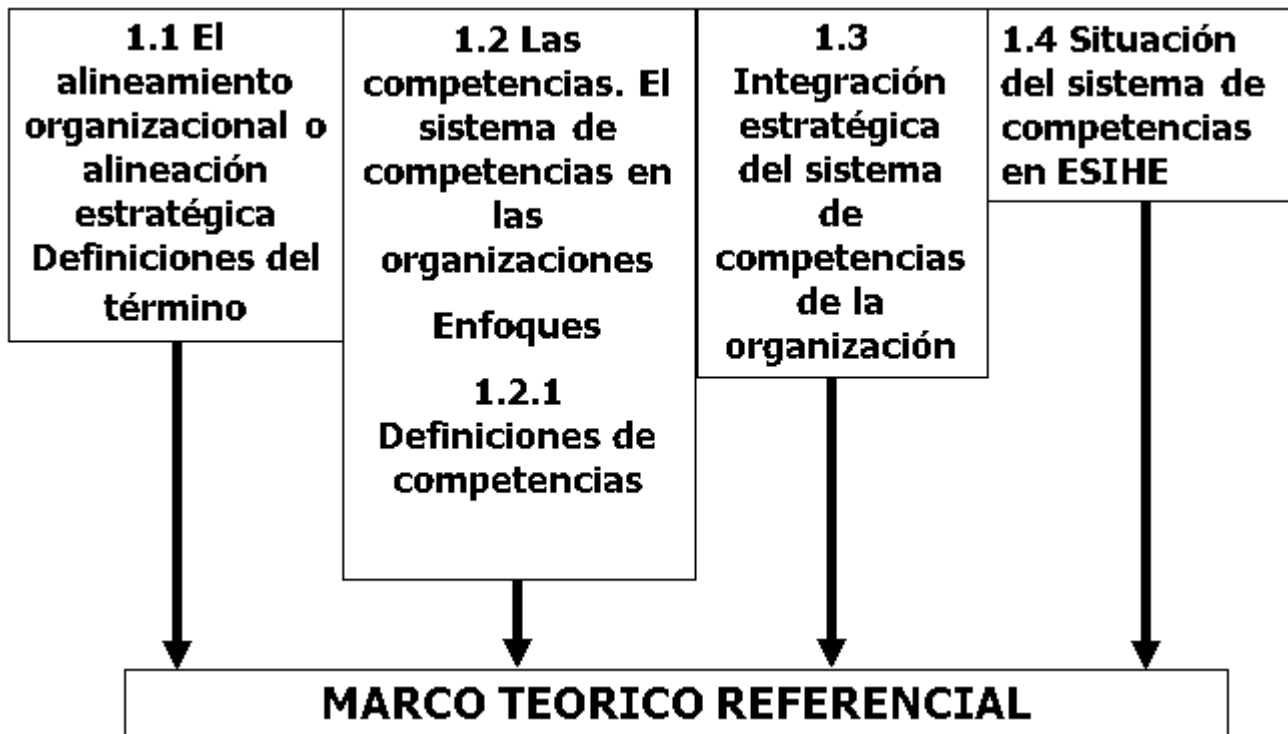 1.1 El
alineamiento
organizacional o
alineación
estratégica
Definiciones del
término
1.2 Las
competencias. El
sistema de
competencias en
las
organizaciones
Enfoques
1.2.1
Definiciones de
competencias
1.3
Integración
estratégica
del sistema
de
competencias
de la
organización
1.4 Situación
del sistema de
competencias
en ESIHE
MARCO TEORICO REFERENCIAL